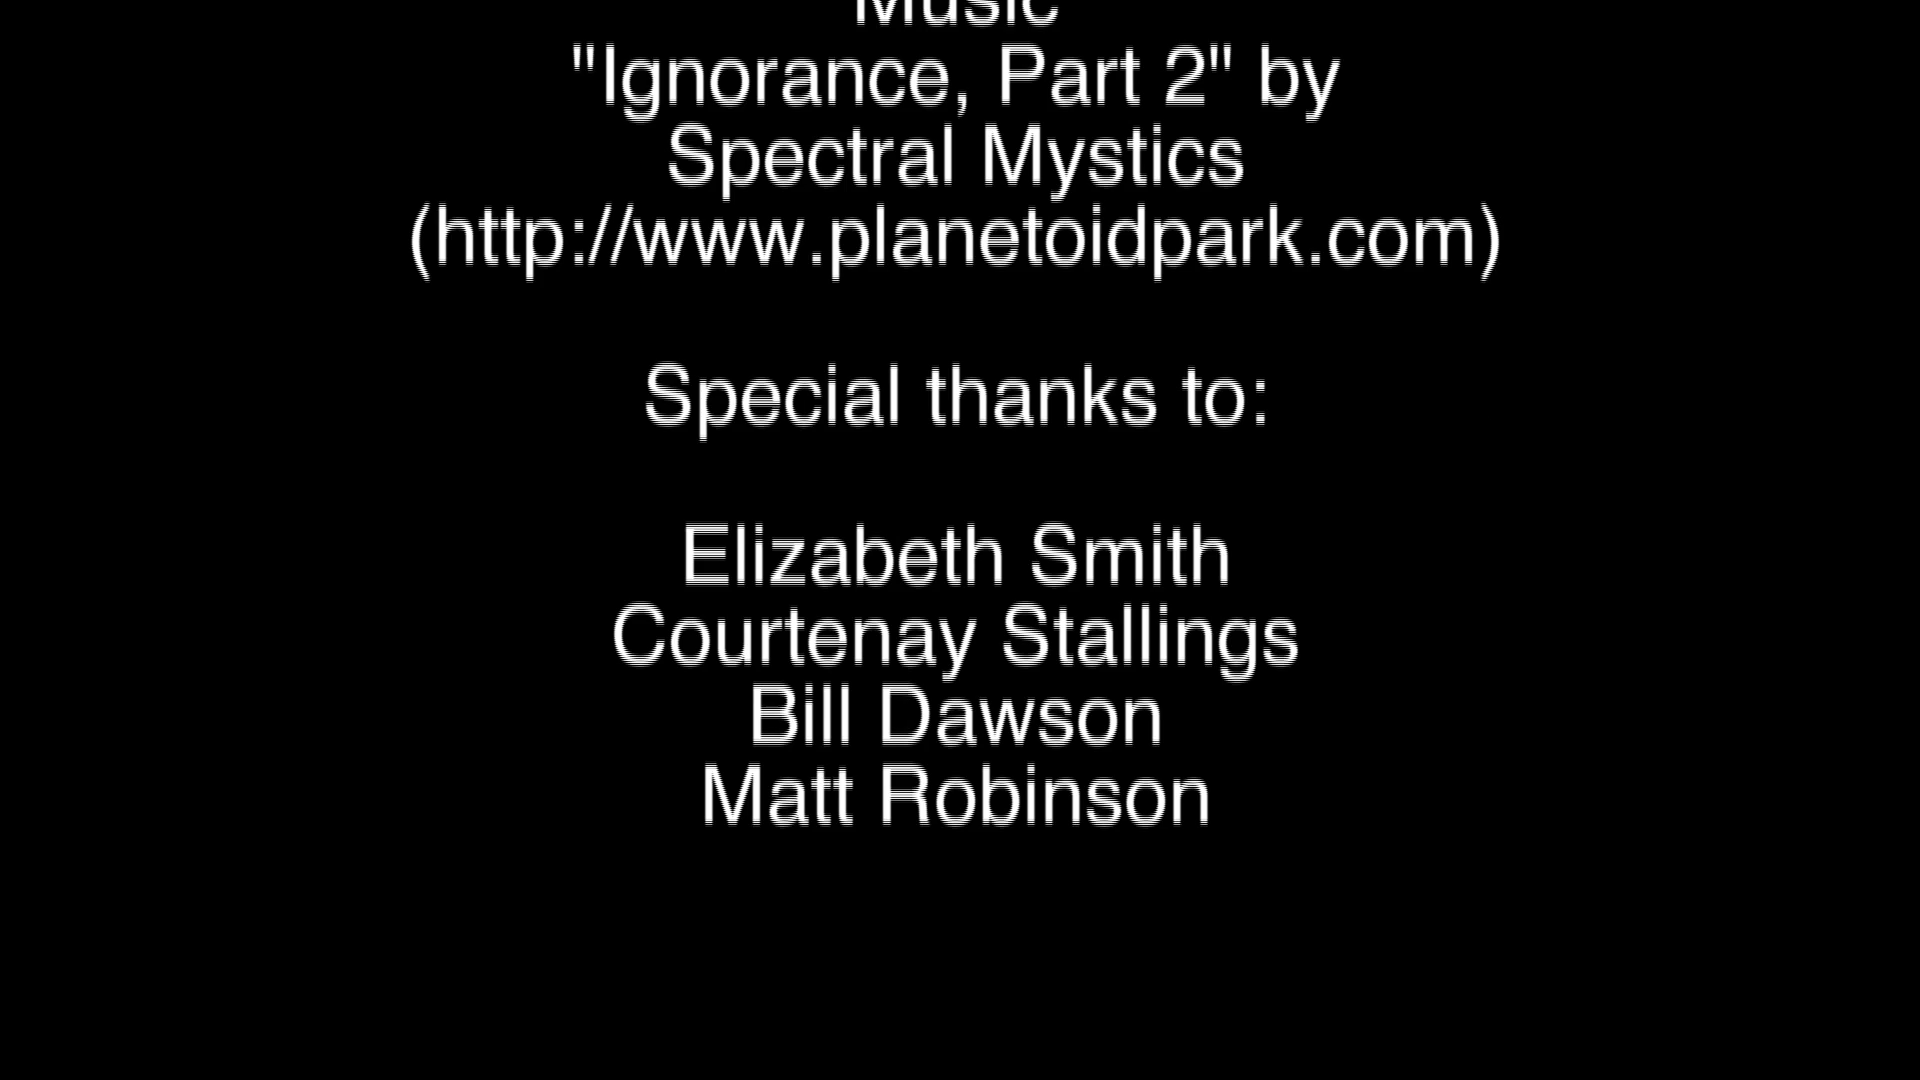 Music
"Ignorance, Part 2" by
Spectral Mystics
(http://www.planetoidpark.com)
Special thanks to:
Elizabeth Smith
Courtenay Stallings
Bill Dawson
Matt Robinson